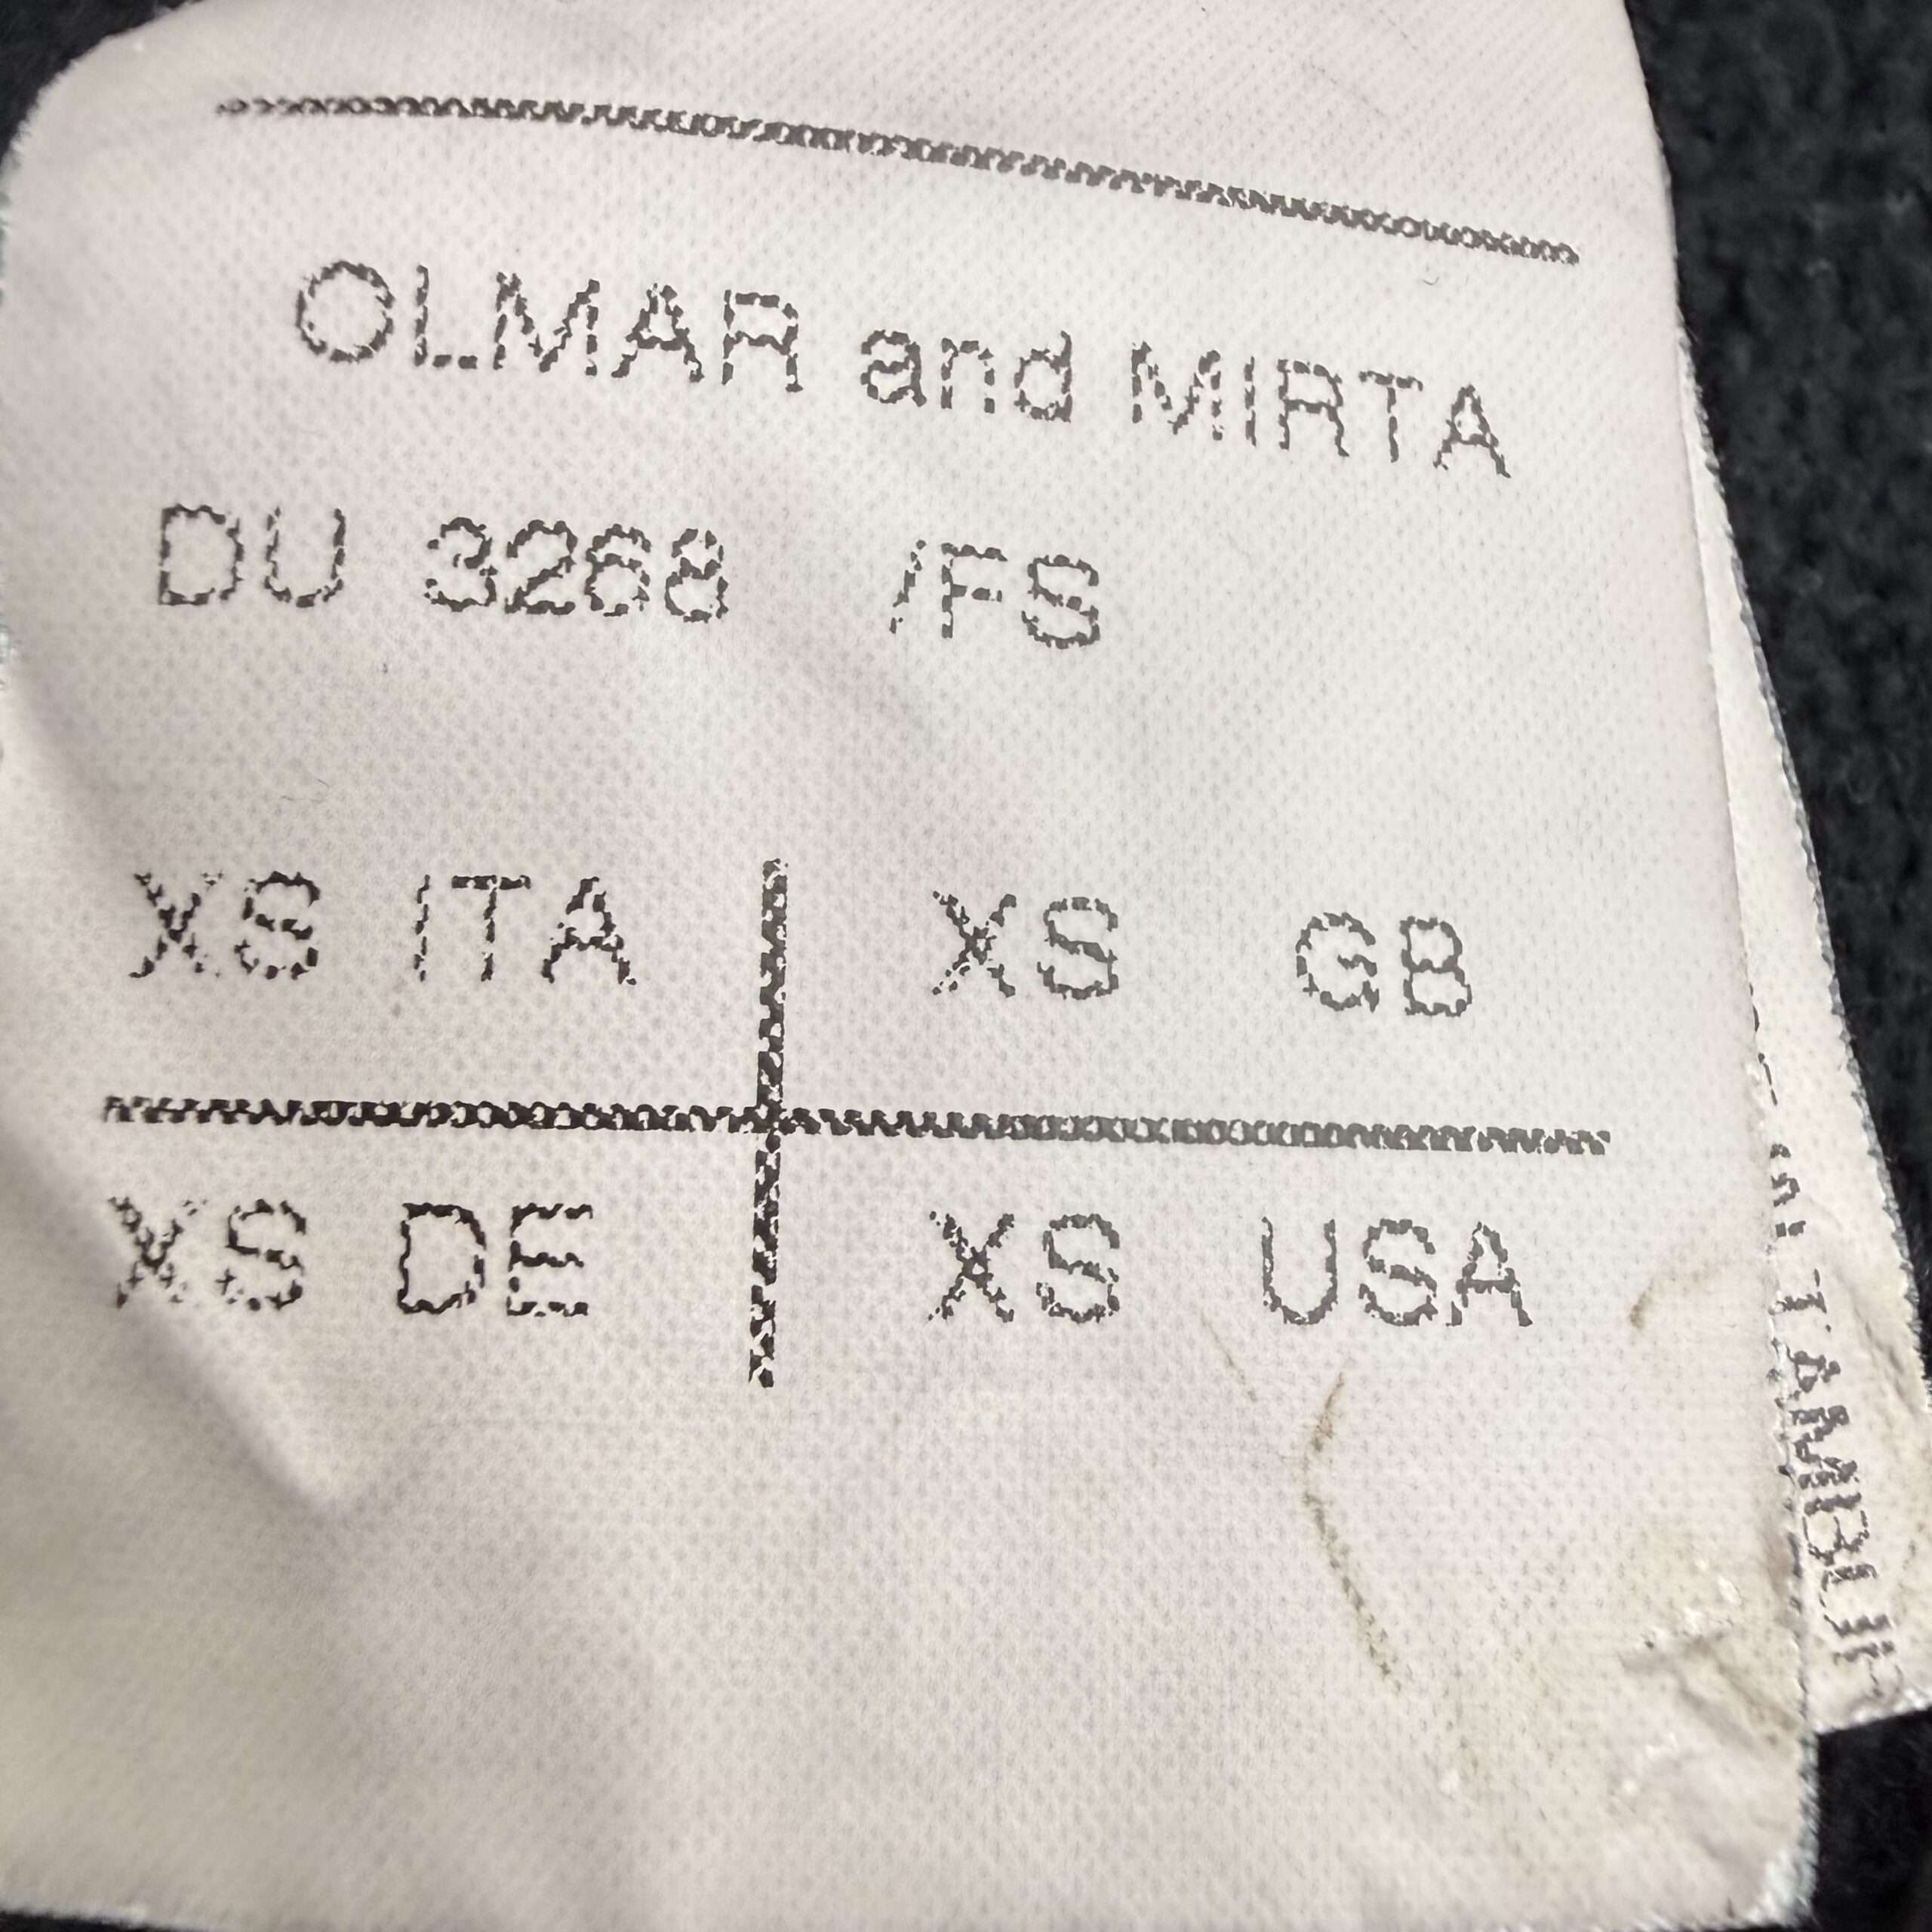 OLMAR and MIRTA
DU 3268 /FS
XS ITA XS GB
XS DE XS USA